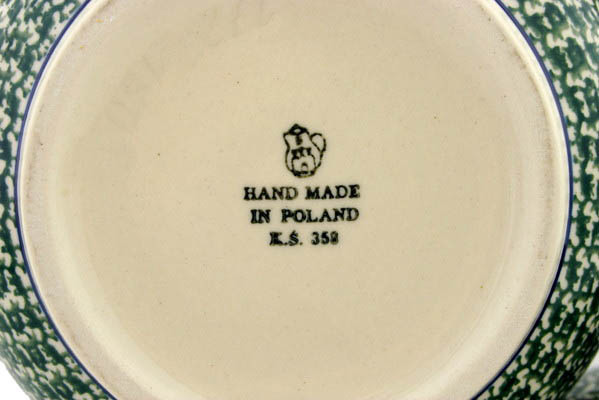 HAND MADE
IN POLAND
K.Ś. 358